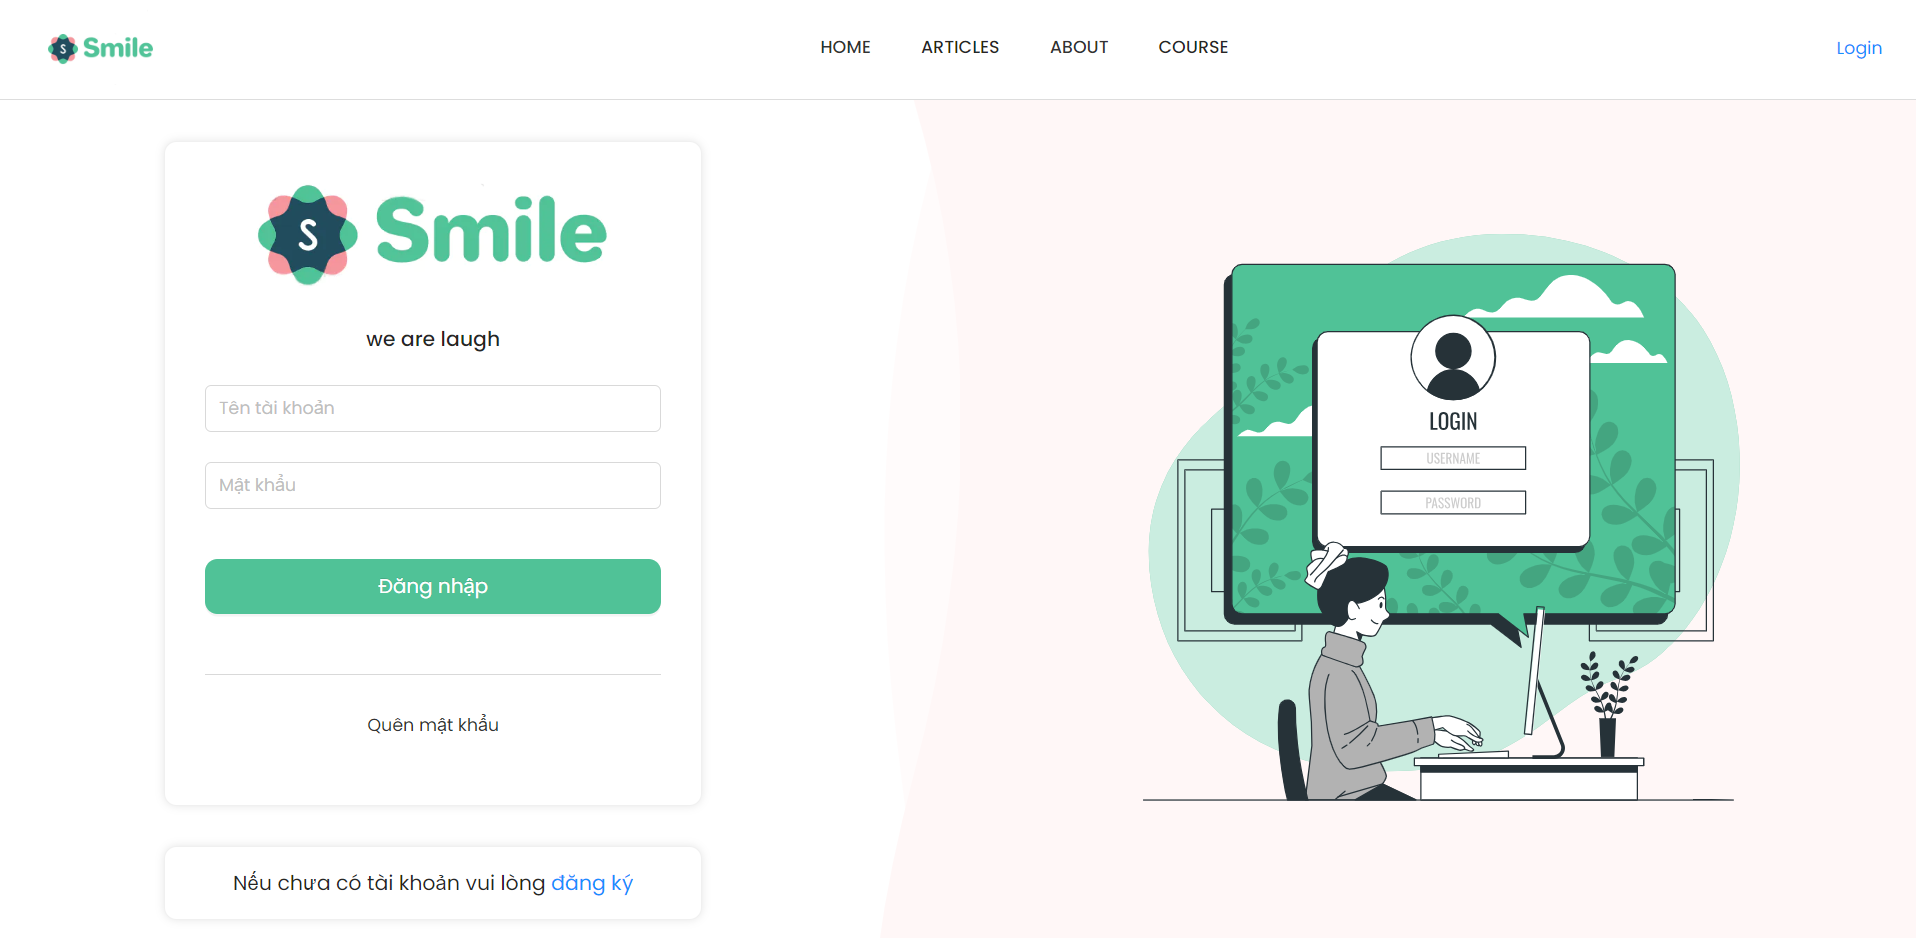 S Smile
HOME ARTICLES ABOUT COURSE
Login
S Smile
we are laugh
Tên tài khoản
Mật khẩu
Đăng nhập
Quên mật khẩu
Nếu chưa có tài khoản vui lòng đăng ký
LOGIN
USERNAME
PASSWORD